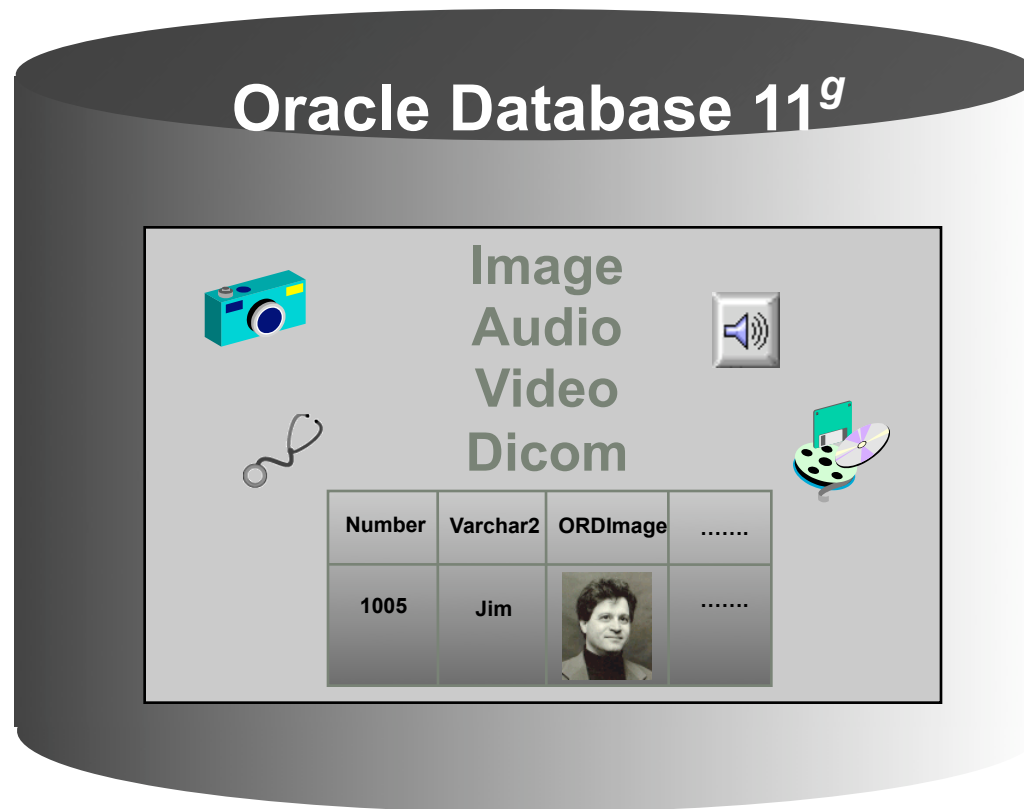 Oracle Database 11g
Image
Audio
Video
Dicom
Number Varchar2 ORDImage .......
1005 Jim .......